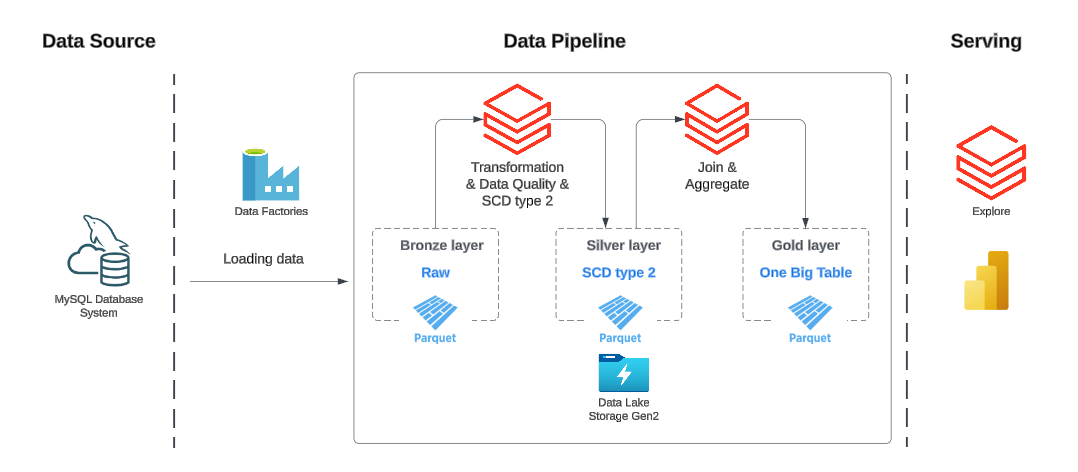 Data Source
Data Pipeline
Serving
Data Factories
Loading data
MySQL Database
System
Transformation
& Data Quality &
SCD type 2
Join &
Aggregate
Bronze layer
Raw
Parquet
Silver layer
SCD type 2
Parquet
Gold layer
One Big Table
Parquet
Data Lake
Storage Gen2
Explore